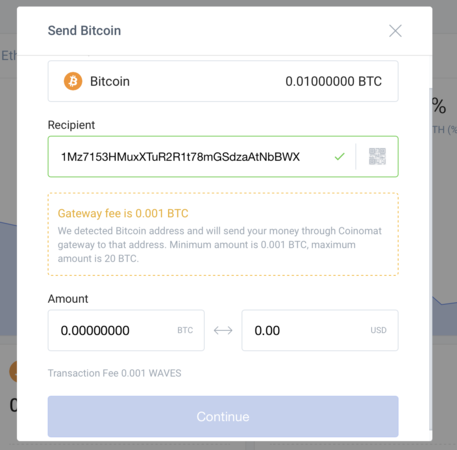 Send Bitcoin
Bitcoin
0.01000000 BTC
%
TH (%
Recipient
1Mz7153HMuxXTuR2R1t78mGSdzaAtNbBWX
Gateway fee is 0.001 BTC
We detected Bitcoin address and will send your money through Coinomat
gateway to that address. Minimum amount is 0.001 BTC, maximum
amount is 20 BTC.
Amount
0.00000000 BTC
0.00 USD
Transaction Fee 0.001 WAVES
Continue